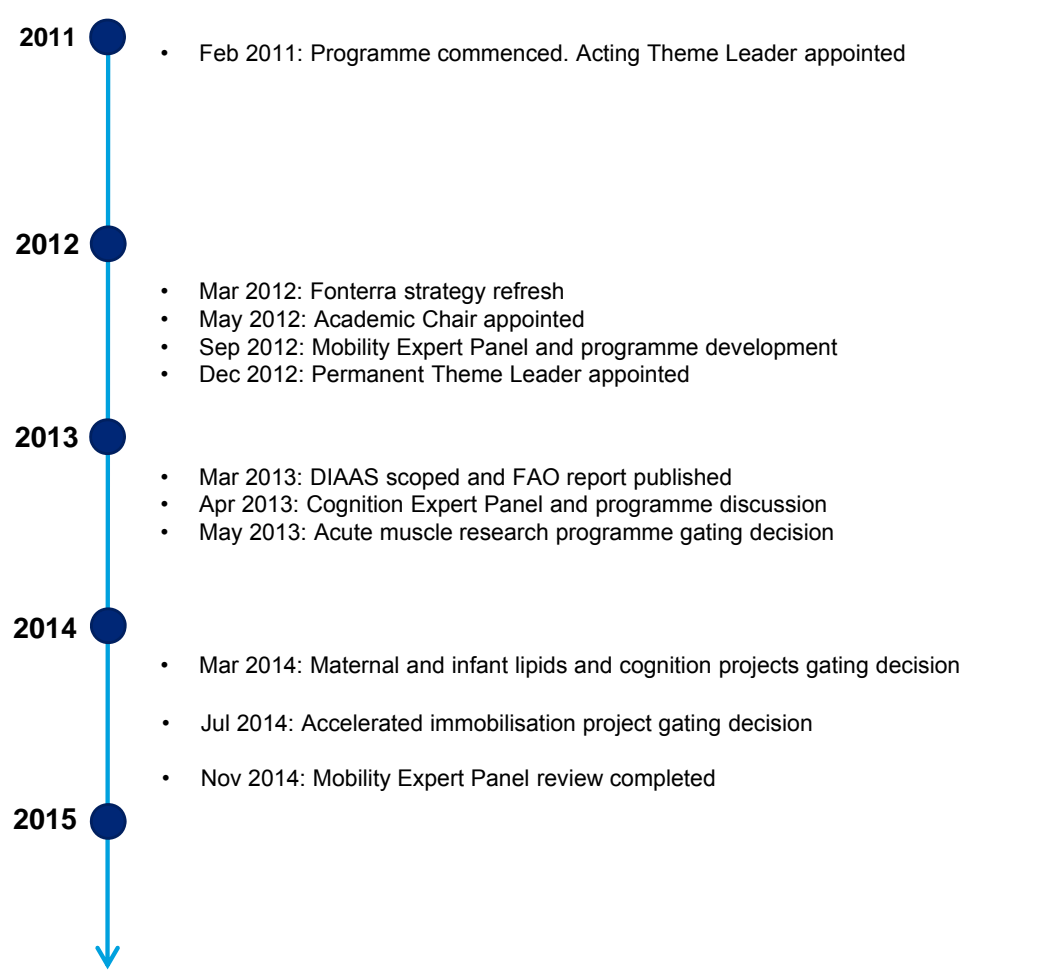 2011
• Feb 2011: Programme commenced. Acting Theme Leader appointed
2012
• Mar 2012: Fonterra strategy refresh
• May 2012: Academic Chair appointed
• Sep 2012: Mobility Expert Panel and programme development
• Dec 2012: Permanent Theme Leader appointed
2013
• Mar 2013: DIAAS scoped and FAO report published
• Apr 2013: Cognition Expert Panel and programme discussion
• May 2013: Acute muscle research programme gating decision
2014
• Mar 2014: Maternal and infant lipids and cognition projects gating decision
• Jul 2014: Accelerated immobilisation project gating decision
• Nov 2014: Mobility Expert Panel review completed
2015